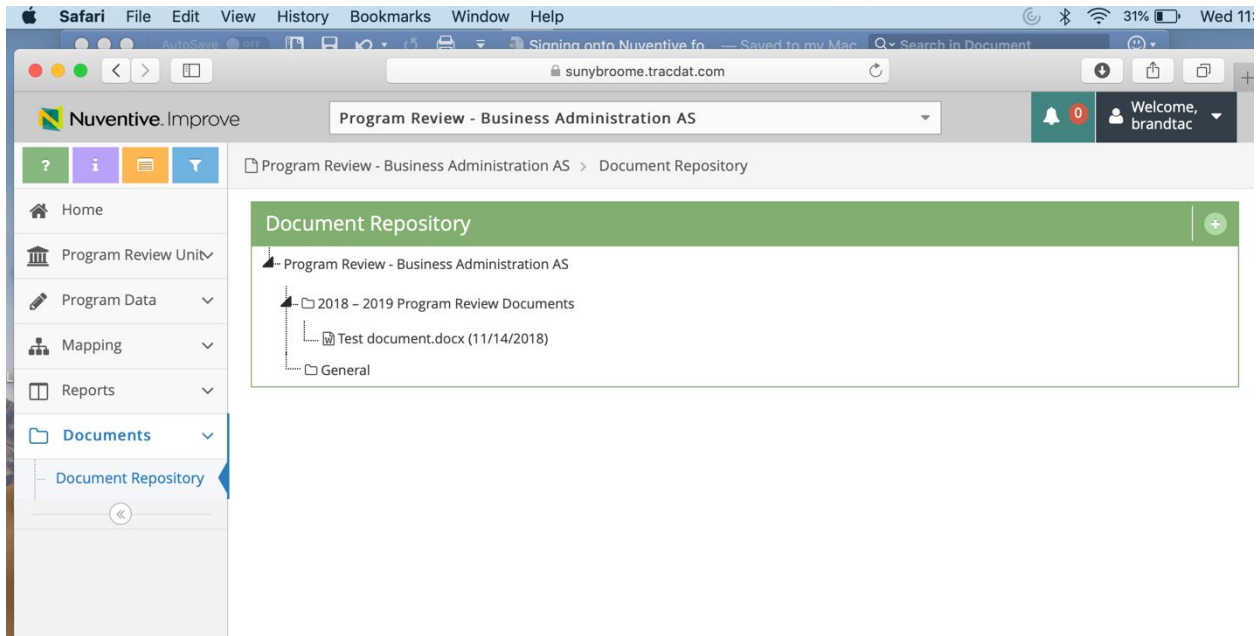 Safari File Edit View History Bookmarks Window Help 31% Wed 11:
AutoSave OFF Signing onto Nuventive fo... — Saved to my Mac Search in Document
sunybroome.tracdat.com
Nuventive. Improve Program Review - Business Administration AS 0 Welcome,
brandtac
? i Program Review - Business Administration AS > Document Repository
Home
Document Repository
Program Review Unit
Program Review - Business Administration AS
Program Data
2018 – 2019 Program Review Documents
Mapping
Test document.docx (11/14/2018)
General
Reports
Documents
Document Repository